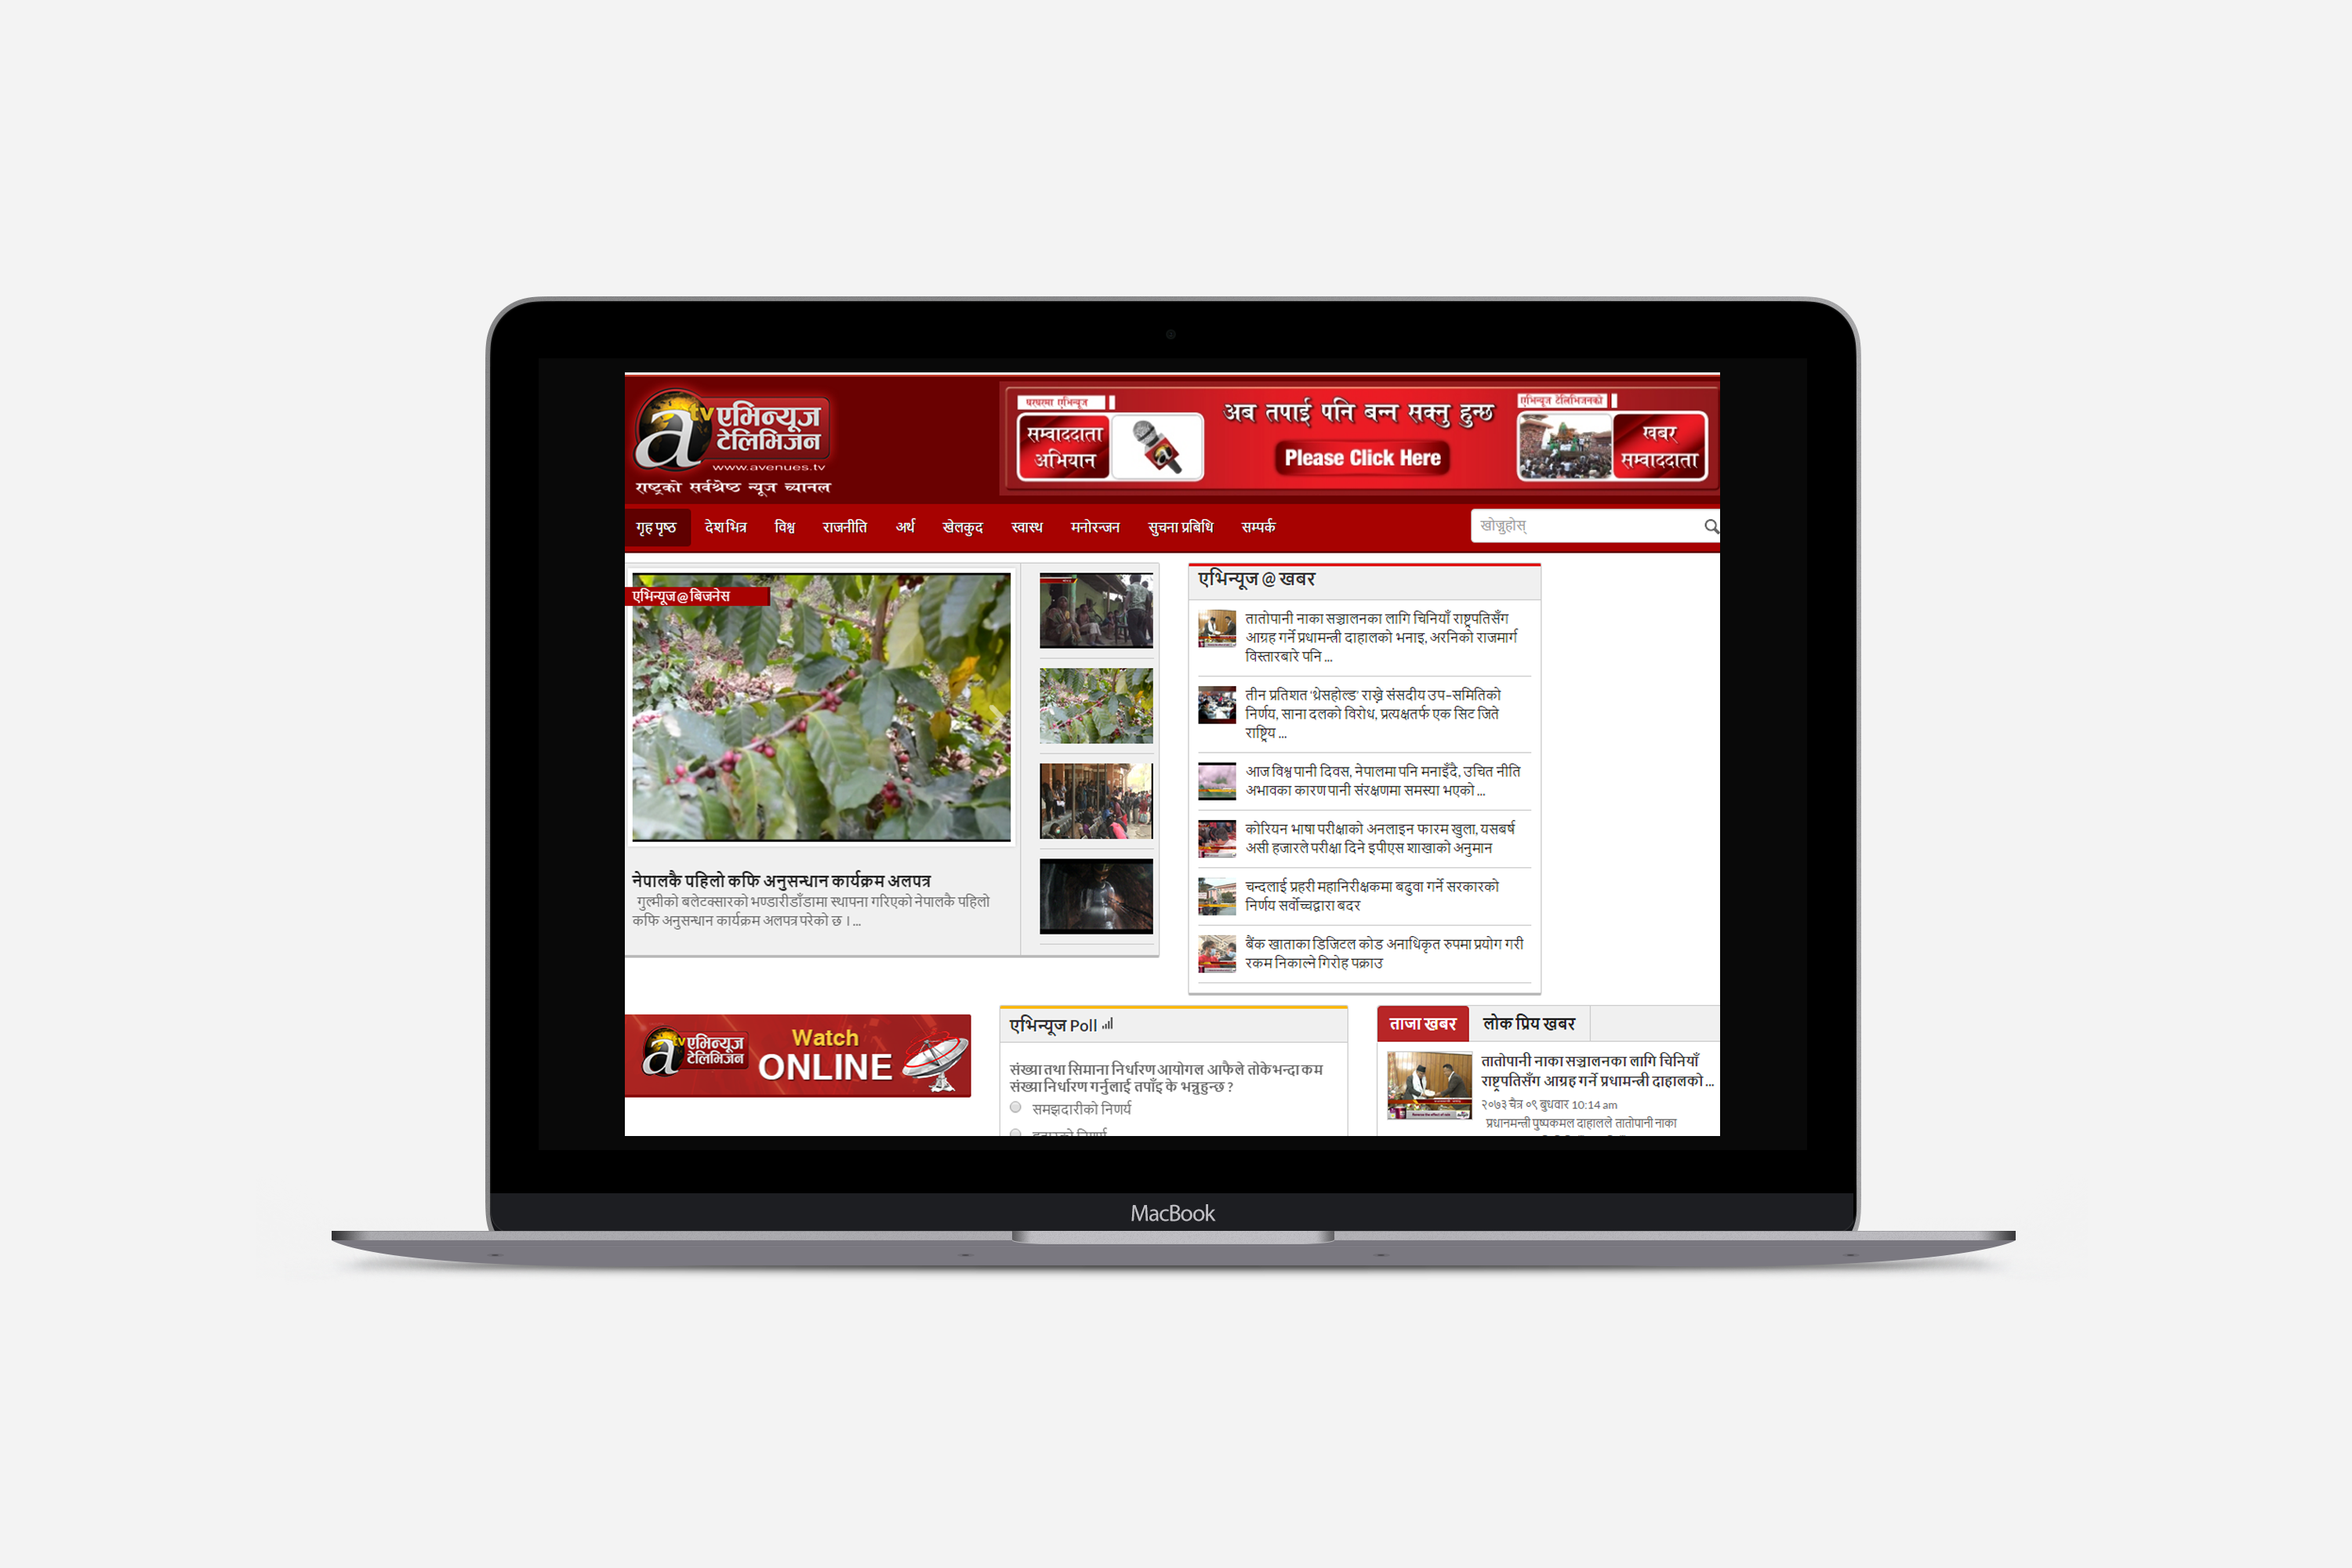 tv एभिन्यूज
टेलिभिजन
www.avenues.tv
राष्ट्रको सर्वश्रेष्ठ न्यूज च्यानल
घरघरमा एभिन्यूज
सम्वाददाता
अभियान
अब तपाई पनि बन्न सक्नु हुन्छ
Please Click Here
एभिन्यूज टेलिभिजनको
खबर
सम्वाददाता
गृह पृष्ठ देश भित्र विश्व राजनीति अर्थ खेलकुद स्वास्थ मनोरन्जन सुचना प्रबिधि सम्पर्क
खोज्नुहोस्
एभिन्यूज@बिजनेस
नेपालकै पहिलो कफि अनुसन्धान कार्यक्रम अलपत्र
गुल्मीको बलेटक्सारको भण्डारीडाँडामा स्थापना गरिएको नेपालकै पहिलो
कफि अनुसन्धान कार्यक्रम अलपत्र परेको छ । ...
एभिन्यूज @ खबर
तातोपानी नाका सञ्चालनका लागि चिनियाँ राष्ट्रपतिसँग
आग्रह गर्ने प्रधामन्त्री दाहालको भनाइ, अरनिको राजमार्ग
विस्तारबारे पनि ...
तीन प्रतिशत 'थ्रेसहोल्ड' राख्ने संसदीय उप-समितिको
निर्णय, साना दलको विरोध, प्रत्यक्षतर्फ एक सिट जिते
राष्ट्रिय ...
आज विश्व पानी दिवस, नेपालमा पनि मनाइँदै, उचित नीति
अभावका कारण पानी संरक्षणमा समस्या भएको ...
कोरियन भाषा परीक्षाको अनलाइन फारम खुला, यसबर्ष
असी हजारले परीक्षा दिने इपीएस शाखाको अनुमान
चन्दलाई प्रहरी महानिरीक्षकमा बढुवा गर्ने सरकारको
निर्णय सर्वोच्चद्वारा बदर
बैंक खाताका डिजिटल कोड अनाधिकृत रुपमा प्रयोग गरी
रकम निकाल्ने गिरोह पक्राउ
tv एभिन्यूज
टेलिभिजन
Watch
ONLINE
एभिन्यूज Poll
संख्या तथा सिमाना निर्धारण आयोगल आफैले तोकेभन्दा कम
संख्या निर्धारण गर्नुलाई तपाँइ के भन्नुहुन्छ ?
समझदारीको निणर्य
ताजा खबर लोक प्रिय खबर
तातोपानी नाका सञ्चालनका लागि चिनियाँ
राष्ट्रपतिसँग आग्रह गर्ने प्रधामन्त्री दाहालको ...
२०७३ चैत्र ०९ बुधवार 10:14 am
प्रधानमन्त्री पुष्पकमल दाहालले तातोपानी नाका
MacBook